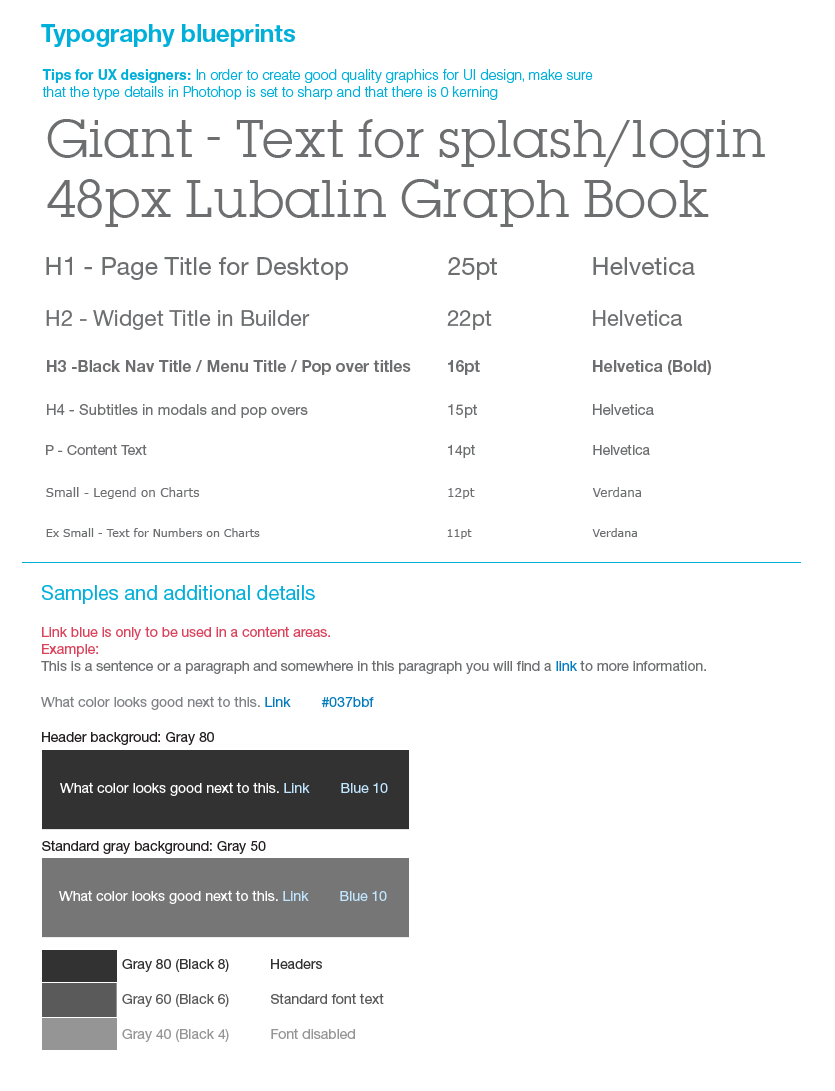 Typography blueprints
Tips for UX designers: In order to create good quality graphics for UI design, make sure
that the type details in Photohop is set to sharp and that there is 0 kerning
Giant - Text for splash/login
48px Lubalin Graph Book
H1 - Page Title for Desktop 25pt Helvetica
H2 - Widget Title in Builder 22pt Helvetica
H3 -Black Nav Title / Menu Title / Pop over titles 16pt Helvetica (Bold)
H4 - Subtitles in modals and pop overs 15pt Helvetica
P - Content Text 14pt Helvetica
Small - Legend on Charts 12pt Verdana
Ex Small - Text for Numbers on Charts 11pt Verdana
Samples and additional details
Link blue is only to be used in a content areas.
Example:
This is a sentence or a paragraph and somewhere in this paragraph you will find a link to more information.
What color looks good next to this. Link #037bbf
Header backgroud: Gray 80
What color looks good next to this. Link Blue 10
Standard gray background: Gray 50
What color looks good next to this. Link Blue 10
Gray 80 (Black 8) Headers
Gray 60 (Black 6) Standard font text
Gray 40 (Black 4) Font disabled